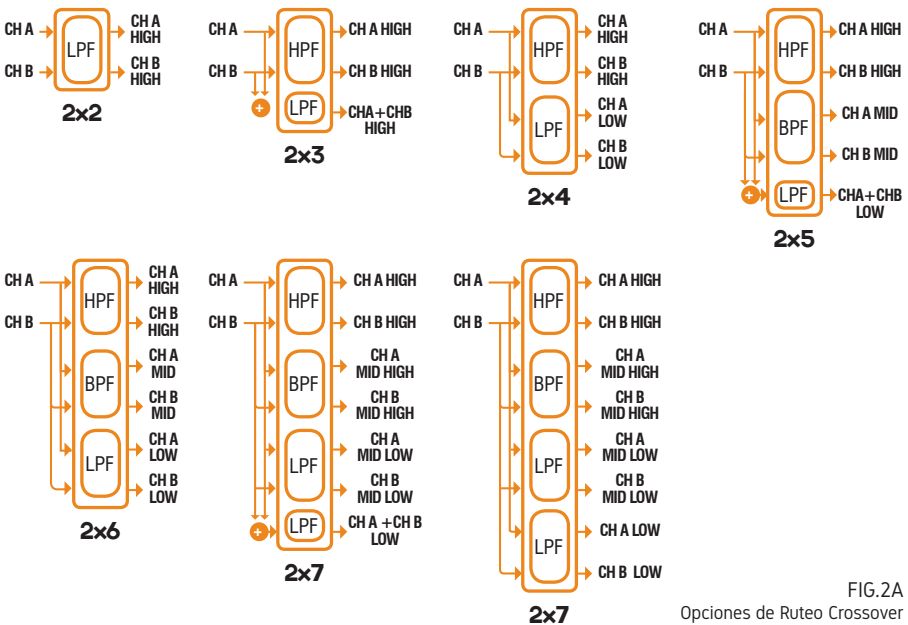 CH A
CH B
LPF
CH A
HIGH
CH B
HIGH
2x2
CH A
CH B
+
HPF
LPF
CH A HIGH
CH B HIGH
CHA+CHB
HIGH
2x3
CH A
CH B
HPF
LPF
CH A
HIGH
CH B
HIGH
CH A
LOW
CH B
LOW
2x4
CH A
CH B
+
HPF
BPF
LPF
CH A HIGH
CH B HIGH
CH A MID
CH B MID
CHA+CHB
LOW
2x5
CH A
CH B
HPF
BPF
LPF
CH A
HIGH
CH B
HIGH
CH A
MID
CH B
MID
CH A
LOW
CH B
LOW
2x6
CH A
CH B
+
HPF
BPF
LPF
LPF
CH A HIGH
CH B HIGH
CH A
MID HIGH
CH B
MID HIGH
CH A
MID LOW
CH B
MID LOW
CH A +CH B
LOW
2x7
CH A
CH B
HPF
BPF
LPF
LPF
CH A HIGH
CH B HIGH
CH A
MID HIGH
CH B
MID HIGH
CH A
MID LOW
CH B
MID LOW
CH A LOW
CH B LOW
2x7
FIG.2A
Opciones de Ruteo Crossover